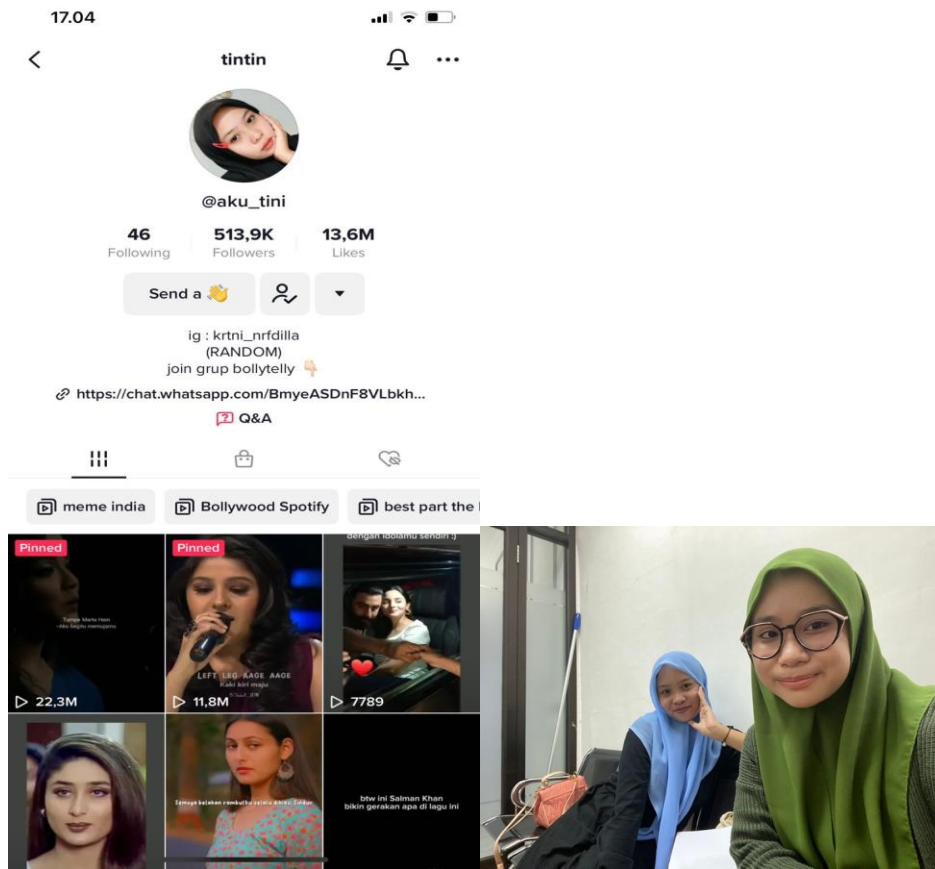 17.04
tintin
@aku_tini
46
513,9K
13,6M
Following
Followers
Likes
Send a
ig : krtni_nrfdilla
(RANDOM)
join grup bollytelly
https://chat.whatsapp.com/BmyeASDnF8VLbkh...
Q&A
meme india
Bollywood Spotify
best part the
Pinned
Pinned
dengan idolamu sendiri :)
LEFT LEG AAGE AAGE
Kaki kiri maju
22,3M
11,8M
7789
btw ini Salman Khan
bikin gerakan apa di lagu ini